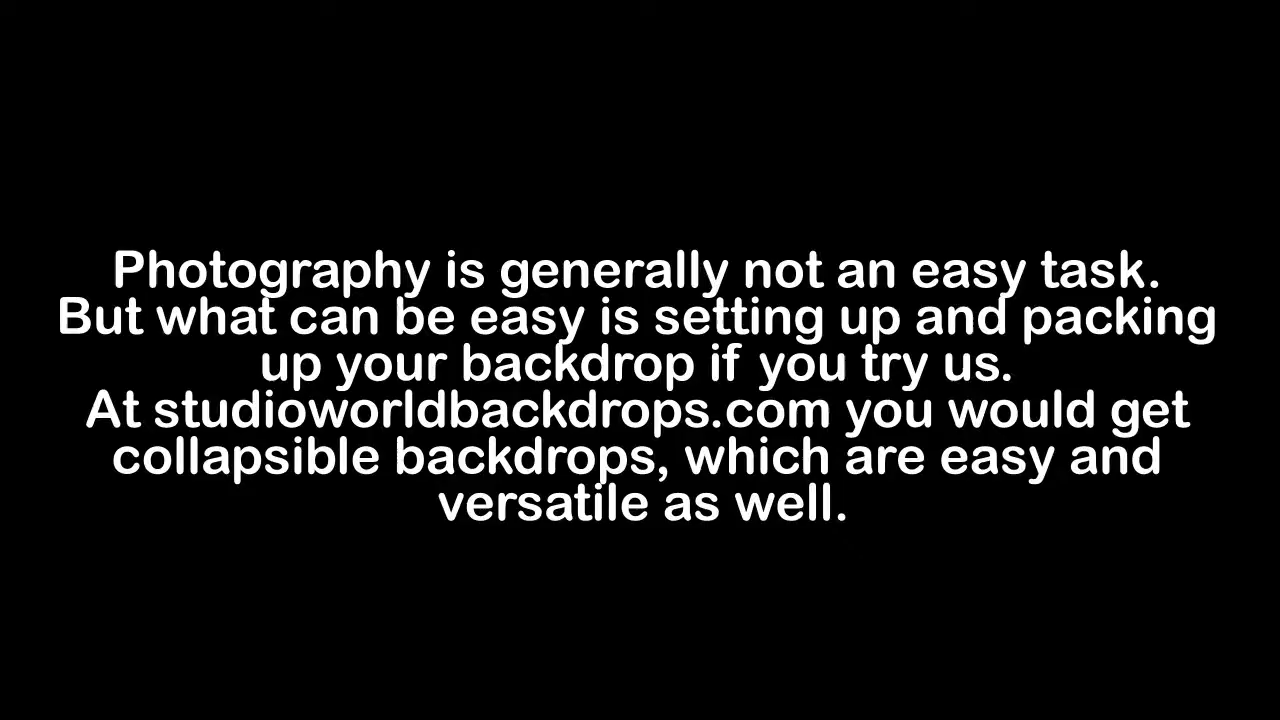 Photography is generally not an easy task.
But what can be easy is setting up and packing
up your backdrop if you try us.
At studioworldbackdrops.com you would get
collapsible backdrops, which are easy and
versatile as well.